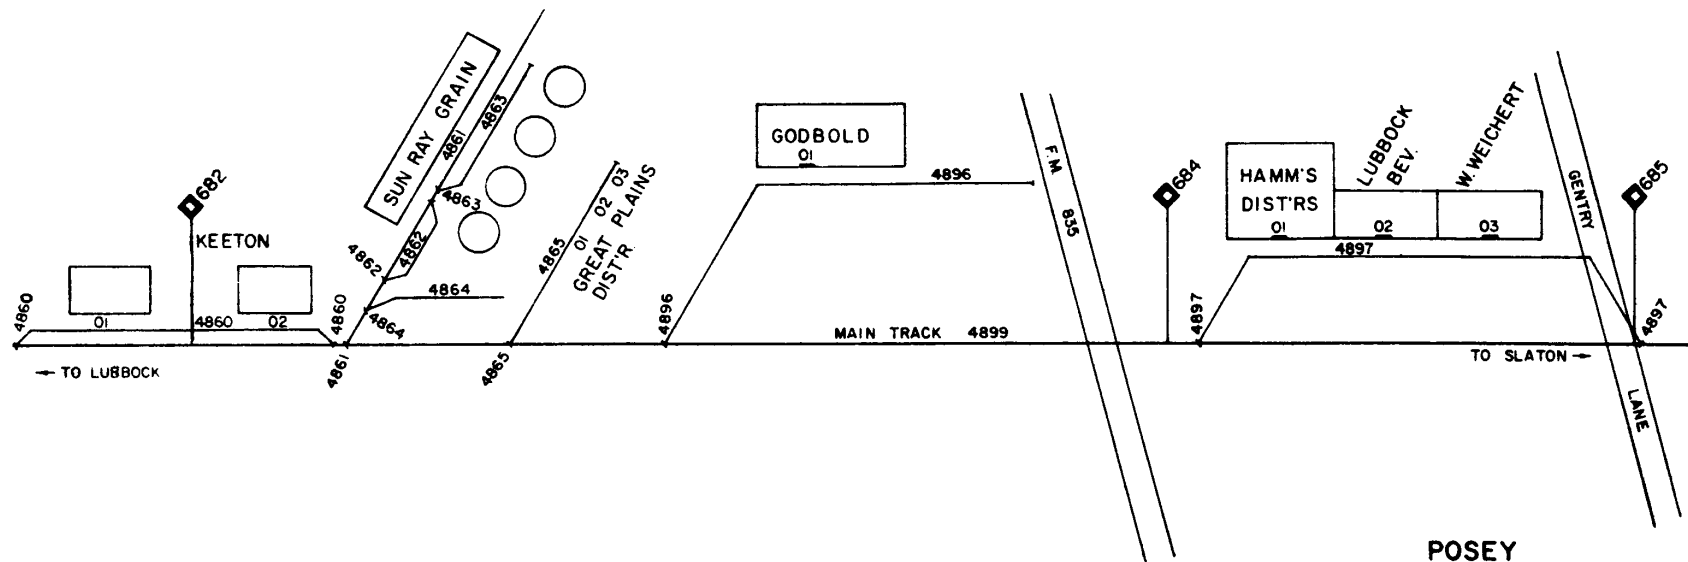 682
KEETON
01
4860
02
4860
4860
← TO LUBBOCK
SUN RAY GRAIN
4861
4863
4863
4862
4862
4864
4864
4861
4865
4865
01 02 03
GREAT PLAINS
DIST'R.
GODBOLD
01
4896
4896
MAIN TRACK 4899
F.M. 835
684
HAMM'S
DIST'RS
01
LUBBOCK
BEV.
02
W.WEICHERT
03
4897
4897
4897
GENTRY
LANE
685
TO SLATON →
POSEY